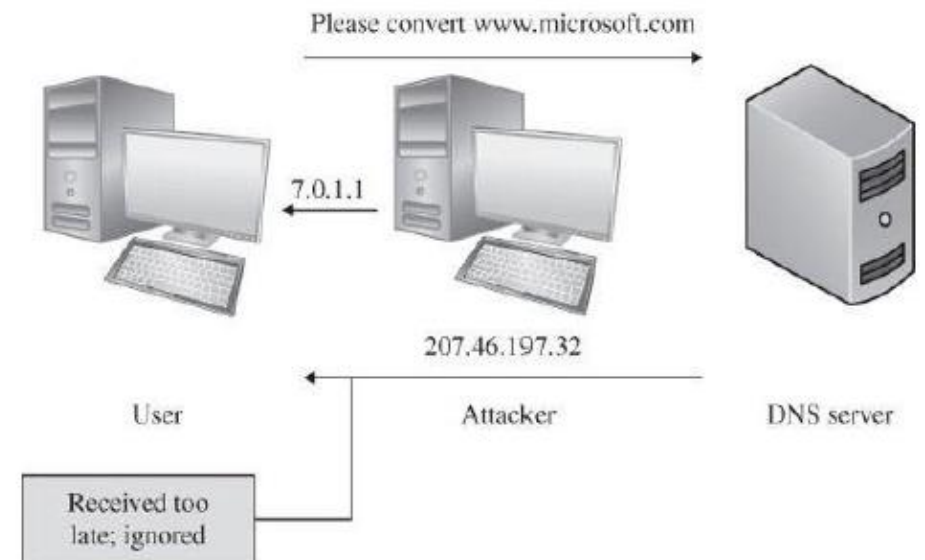 Please convert www.microsoft.com
7.0.1.1
207.46.197.32
User
Attacker
DNS server
Received too
late; ignored